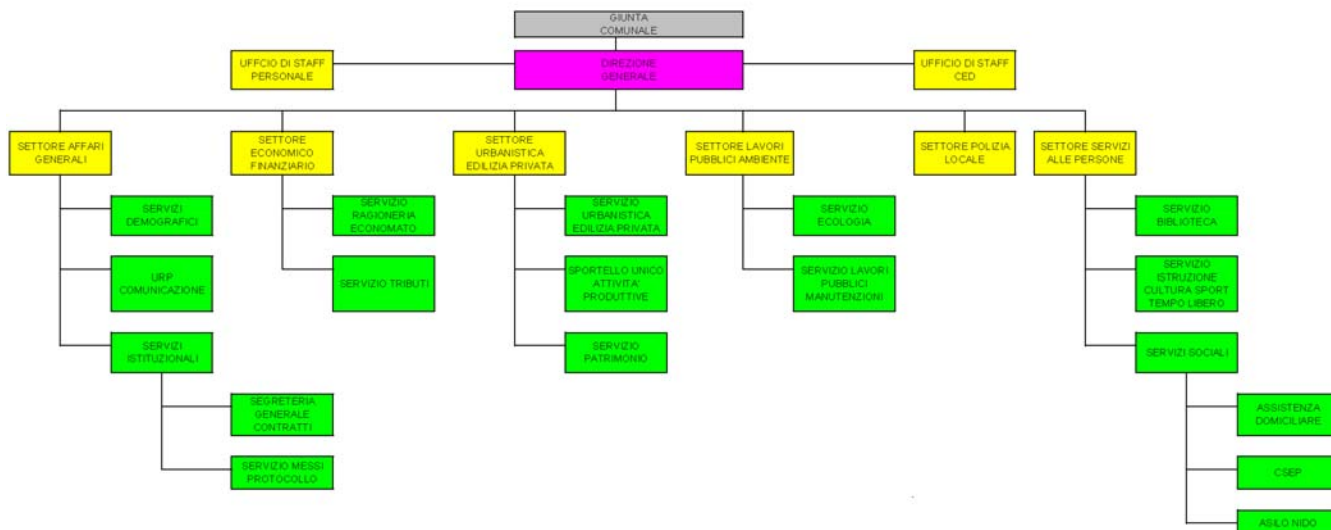 GIUNTA
COMUNALE
UFFCIO DI STAFF
PERSONALE
DIREZIONE
GENERALE
UFFICIO DI STAFF
CED
SETTORE AFFARI
GENERALI
SETTORE
ECONOMICO
FINANZIARIO
SETTORE
URBANISTICA
EDILIZIA PRIVATA
SETTORE LAVORI
PUBBLICI AMBIENTE
SETTORE POLIZIA
LOCALE
SETTORE SERVIZI
ALLE PERSONE
SERVIZI
DEMOGRAFICI
SERVIZIO
RAGIONERIA
ECONOMATO
SERVIZIO
URBANISTICA
EDILIZIA PRIVATA
SERVIZIO
ECOLOGIA
SERVIZIO
BIBLIOTECA
URP
COMUNICAZIONE
SERVIZIO TRIBUTI
SPORTELLO UNICO
ATTIVITA'
PRODUTTIVE
SERVIZIO LAVORI
PUBBLICI
MANUTENZIONI
SERVIZIO
ISTRUZIONE
CULTURA SPORT
TEMPO LIBERO
SERVIZI
ISTITUZIONALI
SERVIZIO
PATRIMONIO
SERVIZI SOCIALI
SEGRETERIA
GENERALE
CONTRATTI
ASSISTENZA
DOMICILIARE
SERVIZIO MESSI
PROTOCOLLO
CSEP
ASILO NIDO